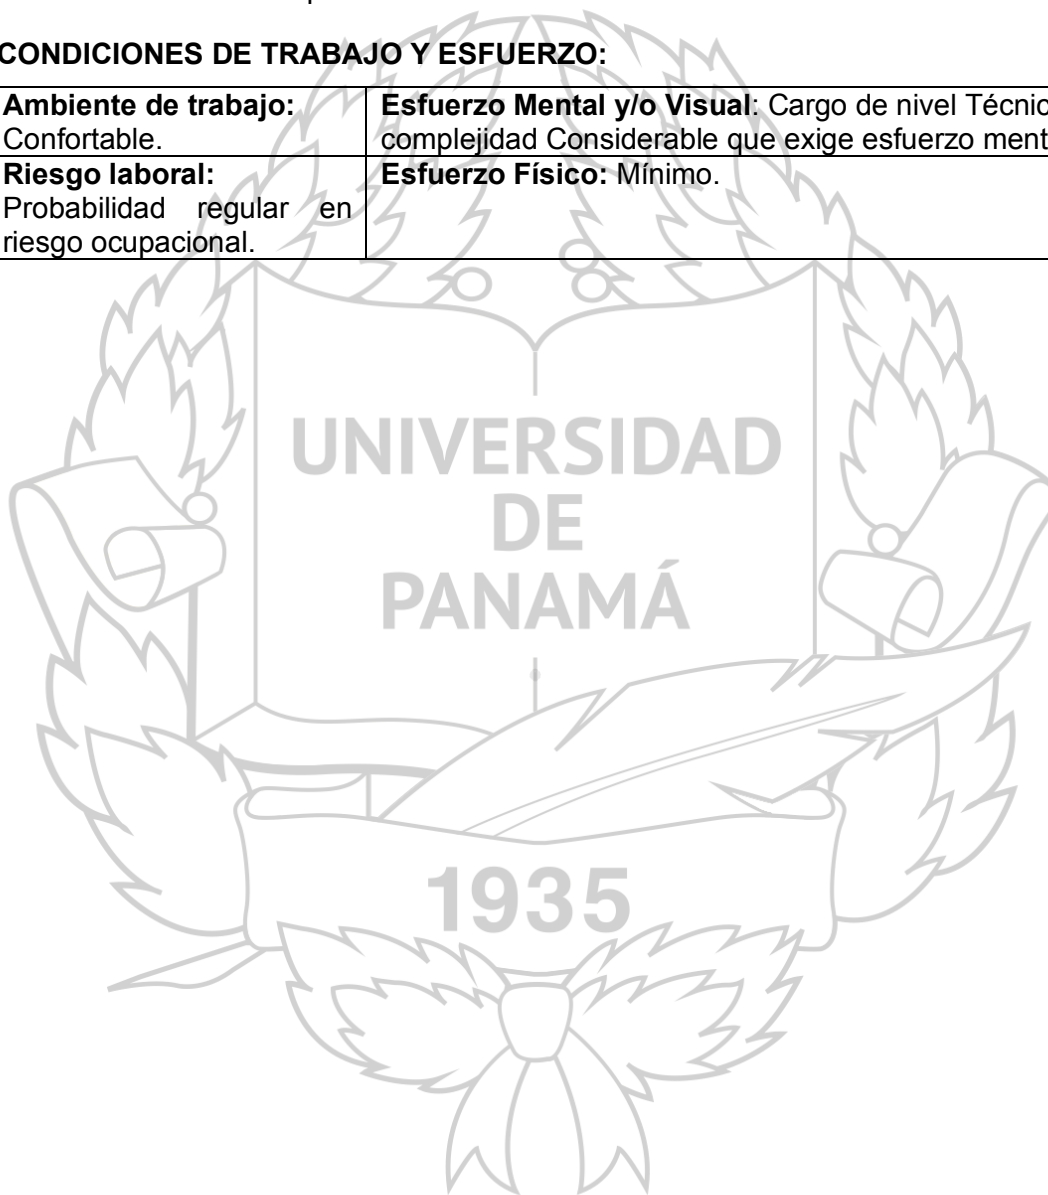 CONDICIONES DE TRABAJO Y ESFUERZO:
Ambiente de trabajo:
Confortable.
Esfuerzo Mental y/o Visual: Cargo de nivel Técnic
complejidad Considerable que exige esfuerzo ment
Riesgo laboral:
Probabilidad regular en
riesgo ocupacional.
Esfuerzo Físico: Mínimo.
UNIVERSIDAD
DE
PANAMÁ
1935